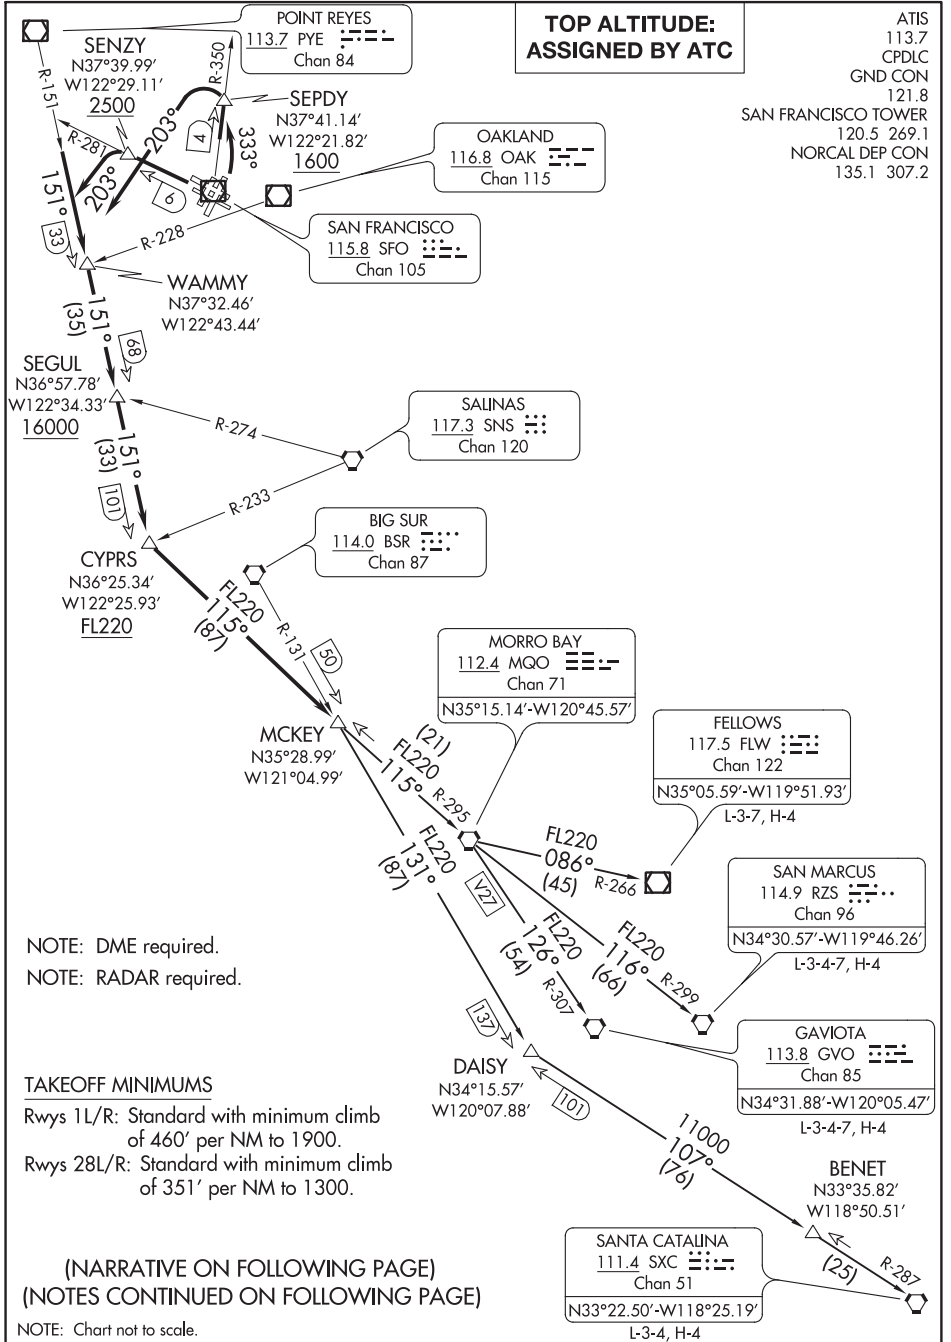 POINT REYES
113.7 PYE
Chan 84
TOP ALTITUDE:
ASSIGNED BY ATC
ATIS
113.7
CPDLC
GND CON
121.8
SAN FRANCISCO TOWER
120.5 269.1
NORCAL DEP CON
135.1 307.2
SENZY
N37°39.99'
W122°29.11'
2500
R-350
SEPDY
N37°41.14'
W122°21.82'
1600
R-151
R-281
203°
203°
4
333°
6
OAKLAND
116.8 OAK
Chan 115
SAN FRANCISCO
115.8 SFO
Chan 105
R-228
151°
33
WAMMY
N37°32.46'
W122°43.44'
151°
(35)
68
SEGUL
N36°57.78'
W122°34.33'
16000
SALINAS
117.3 SNS
Chan 120
R-274
R-233
151°
(33)
101
CYPRS
N36°25.34'
W122°25.93'
FL220
BIG SUR
114.0 BSR
Chan 87
R-131
50
FL220
115°
(87)
MCKEY
N35°28.99'
W121°04.99'
MORRO BAY
112.4 MQO
Chan 71
N35°15.14'-W120°45.57'
(21)
FL220
115°
R-295
FELLOWS
117.5 FLW
Chan 122
N35°05.59'-W119°51.93'
L-3-7, H-4
FL220
086°
(45)
R-266
FL220
131°
(87)
V27
FL220
126°
(54)
R-307
FL220
116°
(66)
R-299
SAN MARCUS
114.9 RZS
Chan 96
N34°30.57'-W119°46.26'
L-3-4-7, H-4
GAVIOTA
113.8 GVO
Chan 85
N34°31.88'-W120°05.47'
L-3-4-7, H-4
NOTE: DME required.
NOTE: RADAR required.
137
DAISY
N34°15.57'
W120°07.88'
101
TAKEOFF MINIMUMS
Rwys 1L/R: Standard with minimum climb
of 460' per NM to 1900.
Rwys 28L/R: Standard with minimum climb
of 351' per NM to 1300.
11000
107°
(76)
BENET
N33°35.82'
W118°50.51'
(25)
R-287
SANTA CATALINA
111.4 SXC
Chan 51
N33°22.50'-W118°25.19'
L-3-4, H-4
(NARRATIVE ON FOLLOWING PAGE)
(NOTES CONTINUED ON FOLLOWING PAGE)
NOTE: Chart not to scale.